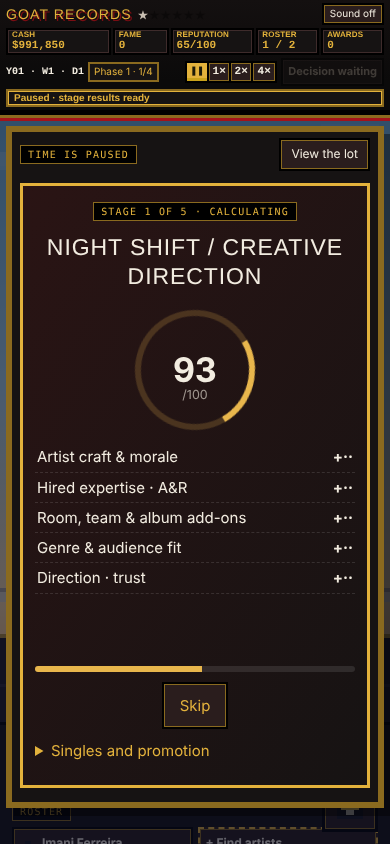 GOAT RECORDS ★
Sound off
CASH
$991,850
FAME
0
REPUTATION
65/100
ROSTER
1 / 2
AWARDS
0
Y01 · W1 · D1
Phase 1 · 1/4
1×
2×
4×
Decision waiting
Paused · stage results ready
TIME IS PAUSED
View the lot
STAGE 1 OF 5 · CALCULATING
NIGHT SHIFT / CREATIVE
DIRECTION
93
/100
Artist craft & morale +··
Hired expertise · A&R +··
Room, team & album add-ons +··
Genre & audience fit +··
Direction · trust +··
Skip
▶ Singles and promotion
ROSTER
Imani Ferreira
+ Find artists